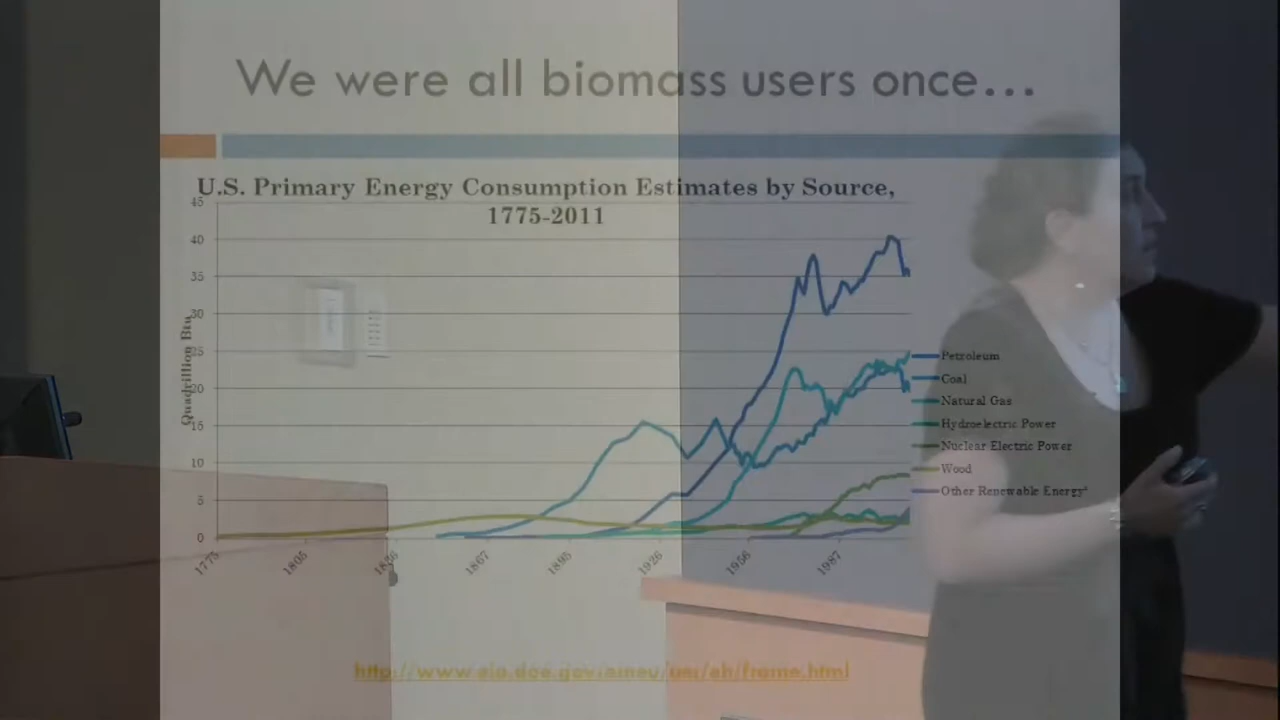 We were all biomass users once...
U.S. Primary Energy Consumption Estimates by Source,
1775-2011
Quadrillion Btu
45
40
35
30
25
20
15
10
5
0
1775
1805
1836
1867
1895
1926
1956
1987
Petroleum
Coal
Natural Gas
Hydroelectric Power
Nuclear Electric Power
Wood
Other Renewable Energy*